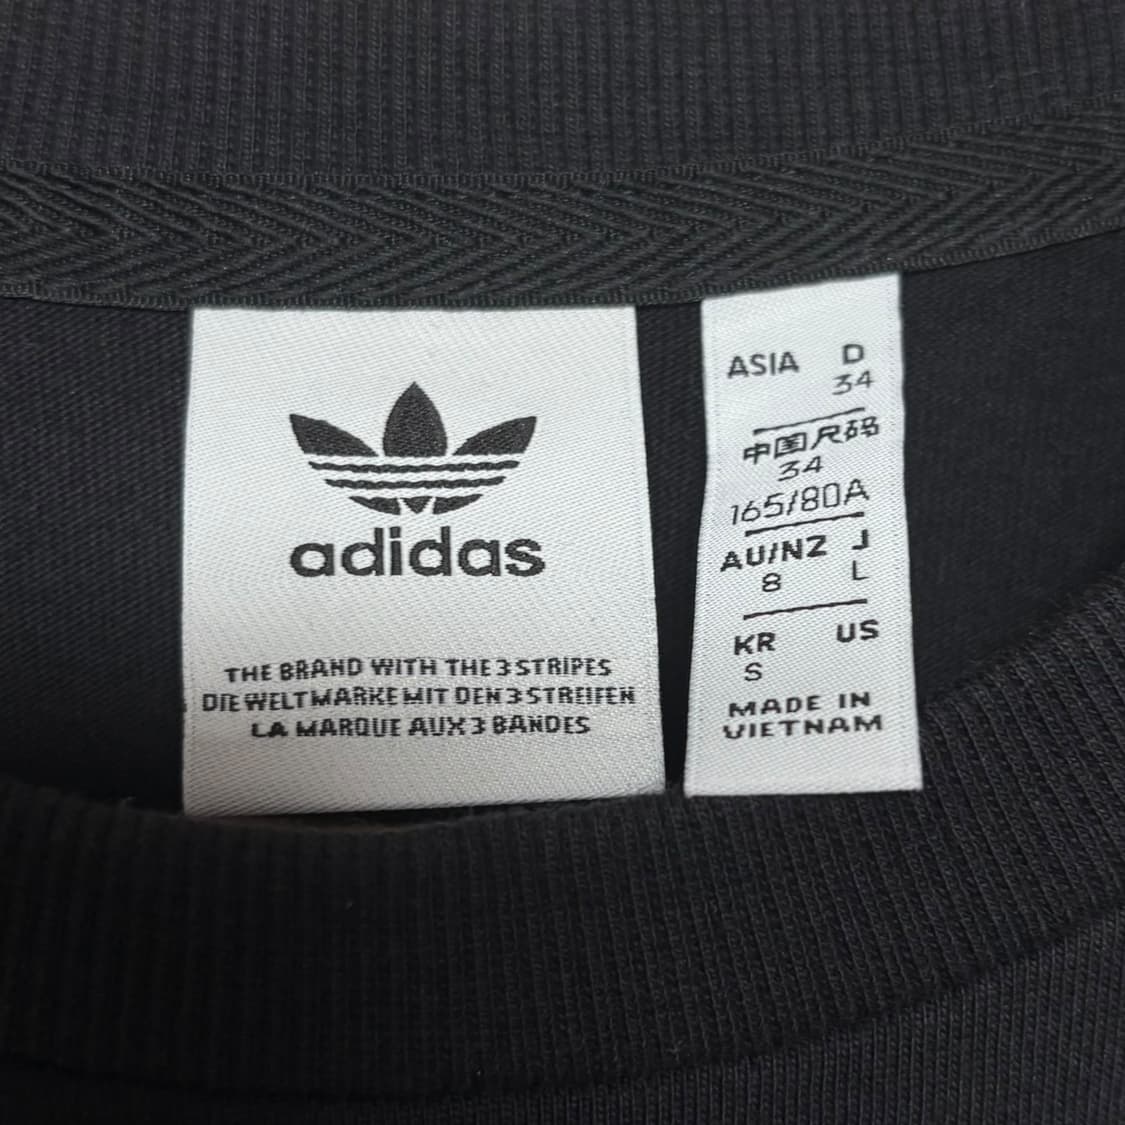 adidas
THE BRAND WITH THE 3 STRIPES
DIE WELTMARKE MIT DEN 3 STREIFEN
LA MARQUE AUX 3 BANDES
ASIA D
34
中国尺码
34
165/80A
AU/NZ J
8 L
KR US
S
MADE IN
VIETNAM